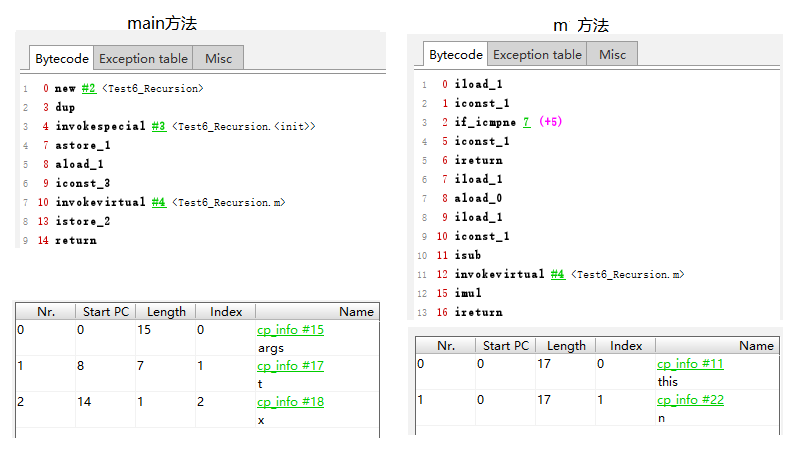 main方法
Bytecode Exception table Misc
1 0 new #2 <Test6_Recursion>
2 3 dup
3 4 invokespecial #3 <Test6_Recursion.<init>>
4 7 astore_1
5 8 aload_1
6 9 iconst_3
7 10 invokevirtual #4 <Test6_Recursion.m>
8 13 istore_2
9 14 return
Nr. Start PC Length Index Name
0 0 15 0 cp_info #15
args
1 8 7 1 cp_info #17
t
2 14 1 2 cp_info #18
x
m 方法
Bytecode Exception table Misc
1 0 iload_1
2 1 iconst_1
3 2 if_icmpne 7 (+5)
4 5 iconst_1
5 6 ireturn
6 7 iload_1
7 8 aload_0
8 9 iload_1
9 10 iconst_1
10 11 isub
11 12 invokevirtual #4 <Test6_Recursion.m>
12 15 imul
13 16 ireturn
Nr. Start PC Length Index Name
0 0 17 0 cp_info #11
this
1 0 17 1 cp_info #22
n